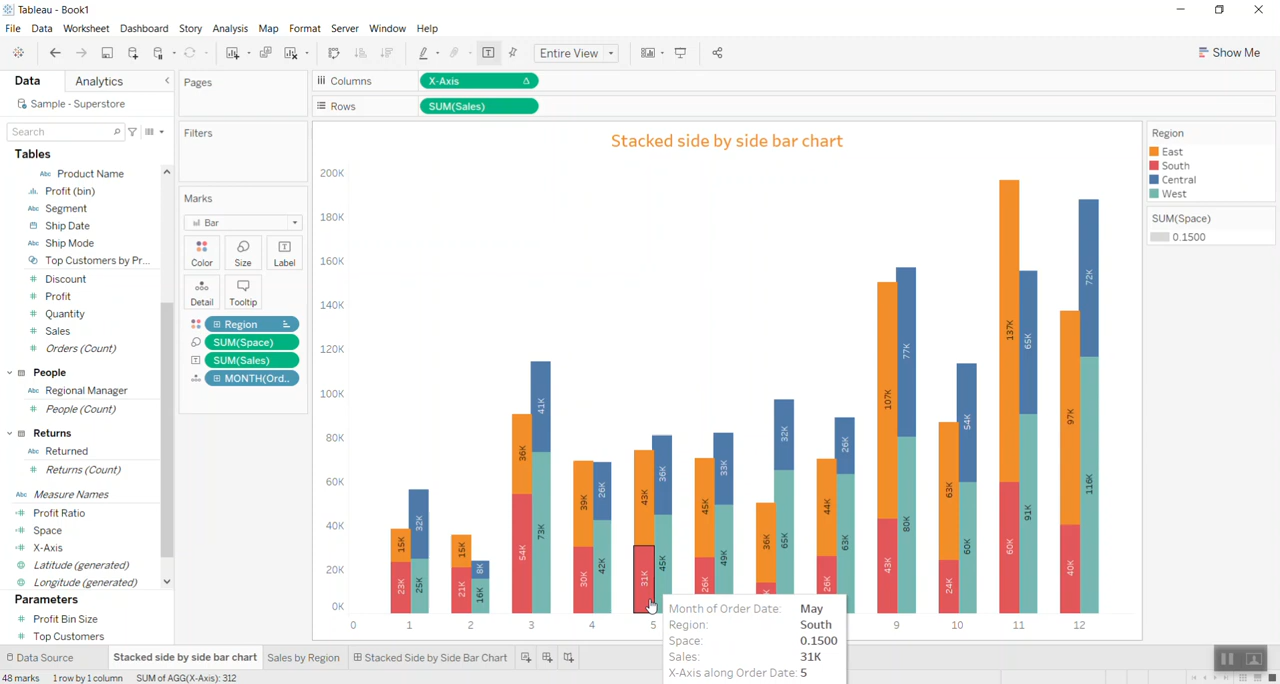 Tableau - Book1
File Data Worksheet Dashboard Story Analysis Map Format Server Window Help
Entire View
Show Me
Data Analytics
Sample - Superstore
Search
Tables
Abc Product Name
Profit (bin)
Abc Segment
Ship Date
Abc Ship Mode
Top Customers by Pr...
# Discount
# Profit
# Quantity
# Sales
# Orders (Count)
People
Abc Regional Manager
# People (Count)
Returns
Abc Returned
# Returns (Count)
Abc Measure Names
Profit Ratio
Space
X-Axis
Latitude (generated)
Longitude (generated)
Parameters
# Profit Bin Size
# Top Customers
Pages
Filters
Marks
Bar
Color Size Label
Detail Tooltip
Region
SUM(Space)
SUM(Sales)
MONTH(Ord..
Columns X-Axis
Rows SUM(Sales)
Stacked side by side bar chart
200K
180K
160K
140K
120K
100K
80K
60K
40K
20K
0K
15K 23K 32K 25K
15K 21K 8K 16K
36K 54K 41K 73K
39K 30K 26K 42K
43K 31K 36K 45K
45K 26K 33K 49K
36K 32K 65K
44K 26K 26K 63K
107K 43K 77K 80K
63K 24K 54K 60K
137K 60K 65K 91K
97K 40K 72K 116K
0 1 2 3 4 5 9 10 11 12
Month of Order Date: May
Region: South
Space: 0.1500
Sales: 31K
X-Axis along Order Date: 5
Region
East
South
Central
West
SUM(Space)
0.1500
Data Source Stacked side by side bar chart Sales by Region Stacked Side by Side Bar Chart
48 marks 1 row by 1 column SUM of AGG(X-Axis): 312